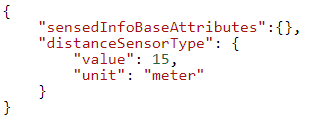 {
    "sensedInfoBaseAttributes":{},
    "distanceSensorType": {
        "value": 15,
        "unit": "meter"
    }
}